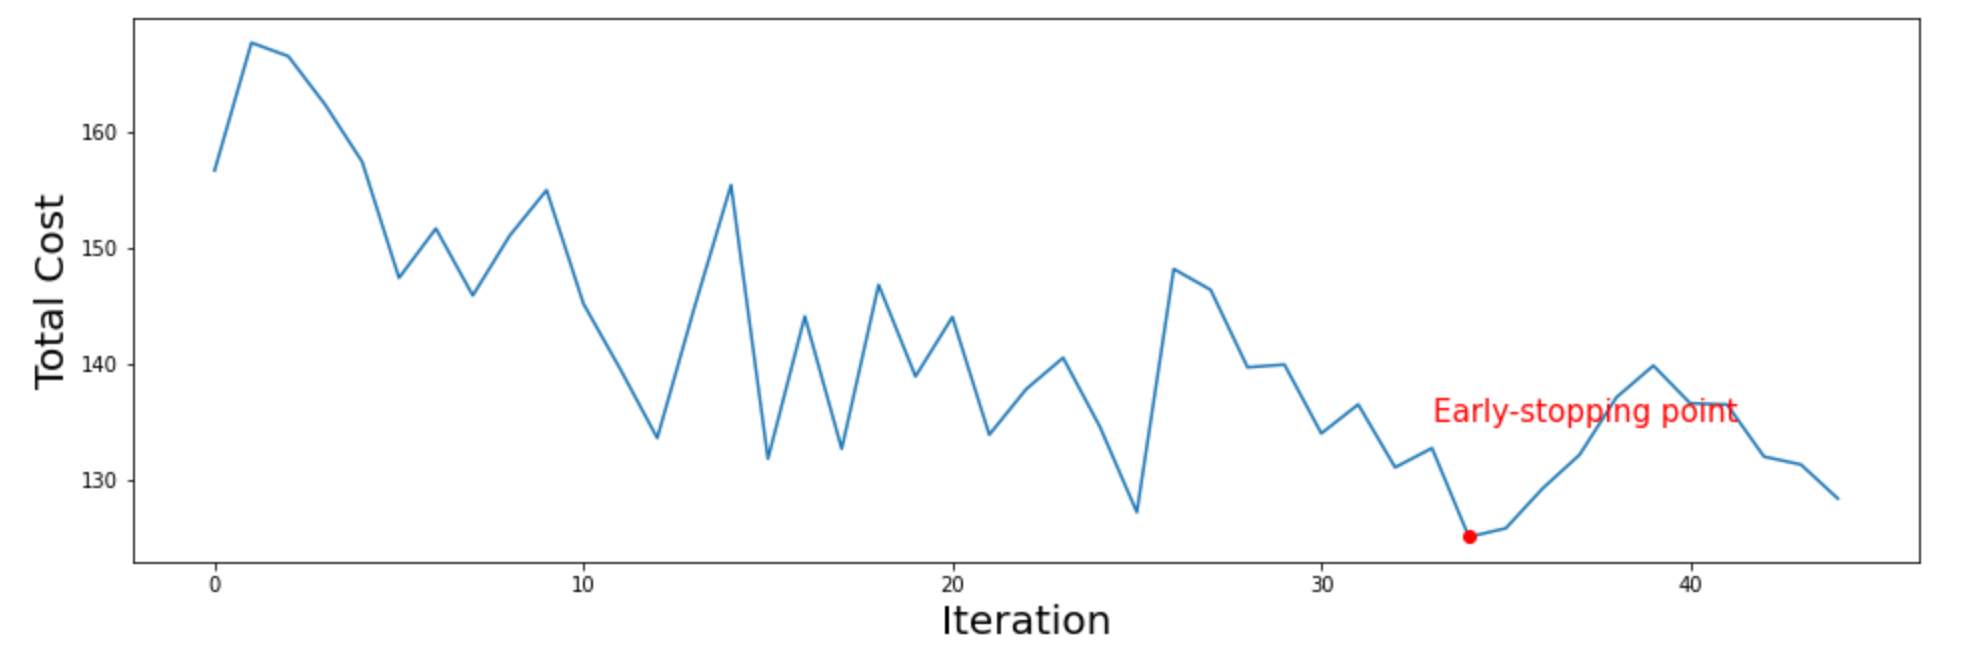 160
150
140
130
Total Cost
Early-stopping point
0 10 20 30 40
Iteration